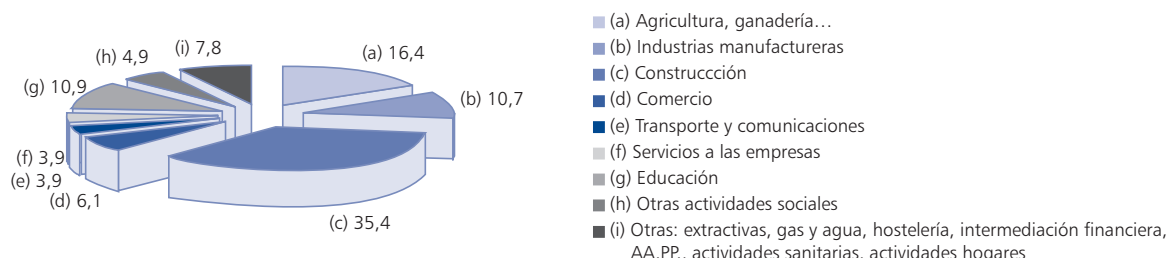 (i) 7,8
(h) 4,9
(a) 16,4
(g) 10,9
(b) 10,7
(f) 3,9
(e) 3,9
(d) 6,1
(c) 35,4
(a) Agricultura, ganadería…
(b) Industrias manufactureras
(c) Construccción
(d) Comercio
(e) Transporte y comunicaciones
(f) Servicios a las empresas
(g) Educación
(h) Otras actividades sociales
(i) Otras: extractivas, gas y agua, hostelería, intermediación financiera,
AA.PP., actividades sanitarias, actividades hogares